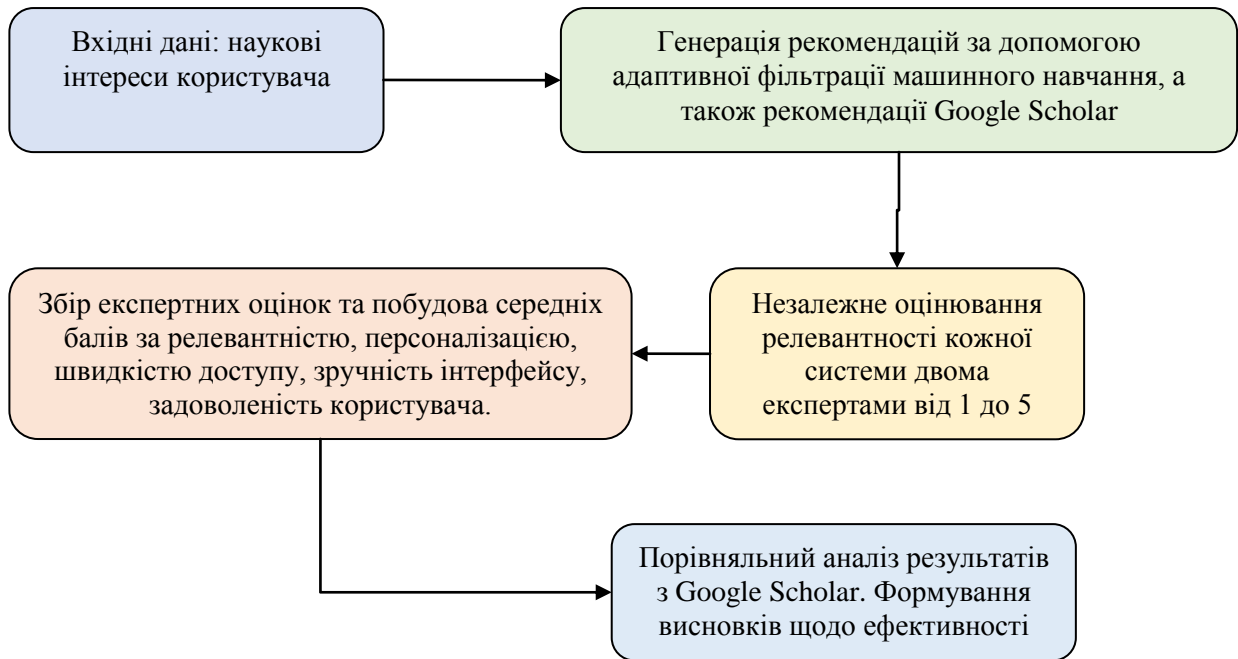 Вхідні дані: наукові
інтереси користувача
Генерація рекомендацій за допомогою
адаптивної фільтрації машинного навчання, а
також рекомендації Google Scholar
Незалежне оцінювання
релевантності кожної
системи двома
експертами від 1 до 5
Збір експертних оцінок та побудова середніх
балів за релевантністю, персоналізацією,
швидкістю доступу, зручність інтерфейсу,
задоволеність користувача.
Порівняльний аналіз результатів
з Google Scholar. Формування
висновків щодо ефективності